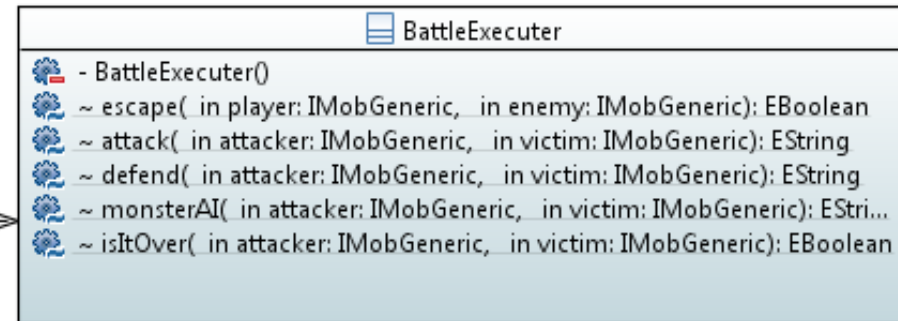 BattleExecuter
- BattleExecuter()
~ escape( in player: IMobGeneric, in enemy: IMobGeneric): EBoolean
~ attack( in attacker: IMobGeneric, in victim: IMobGeneric): EString
~ defend( in attacker: IMobGeneric, in victim: IMobGeneric): EString
~ monsterAI( in attacker: IMobGeneric, in victim: IMobGeneric): EStri...
~ isItOver( in attacker: IMobGeneric, in victim: IMobGeneric): EBoolean